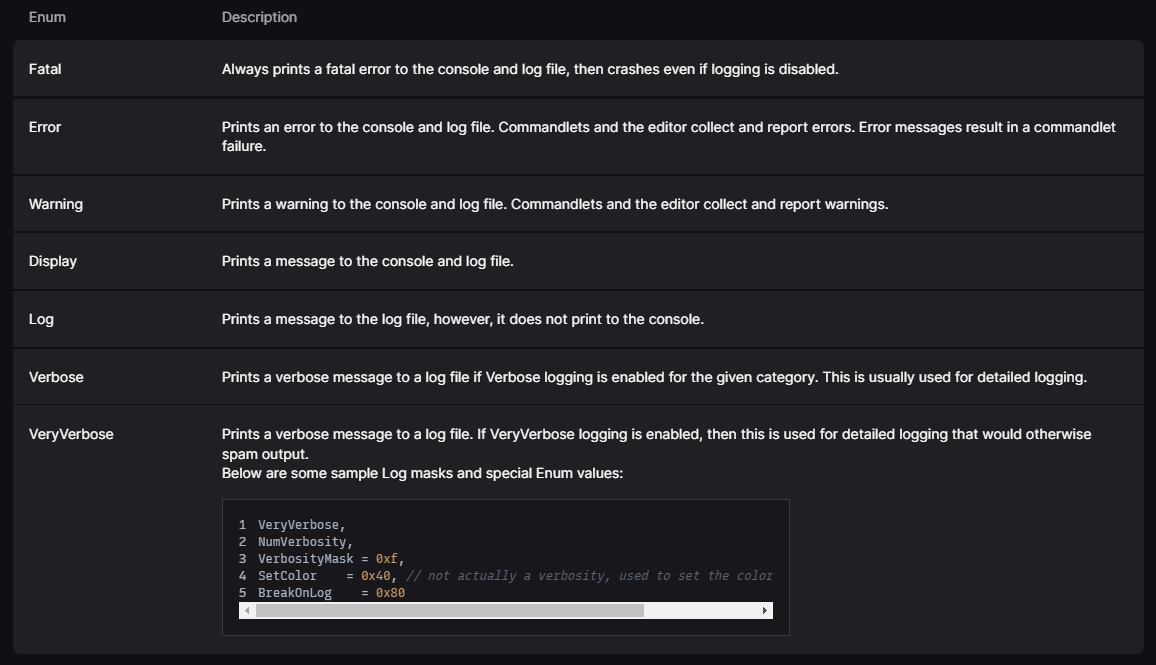 Enum Description
Fatal Always prints a fatal error to the console and log file, then crashes even if logging is disabled.
Error Prints an error to the console and log file. Commandlets and the editor collect and report errors. Error messages result in a commandlet
failure.
Warning Prints a warning to the console and log file. Commandlets and the editor collect and report warnings.
Display Prints a message to the console and log file.
Log Prints a message to the log file, however, it does not print to the console.
Verbose Prints a verbose message to a log file if Verbose logging is enabled for the given category. This is usually used for detailed logging.
VeryVerbose Prints a verbose message to a log file. If VeryVerbose logging is enabled, then this is used for detailed logging that would otherwise
spam output.
Below are some sample Log masks and special Enum values:
1 VeryVerbose,
2 NumVerbosity,
3 VerbosityMask = 0xf,
4 SetColor    = 0x40, // not actually a verbosity, used to set the color
5 BreakOnLog    = 0x80